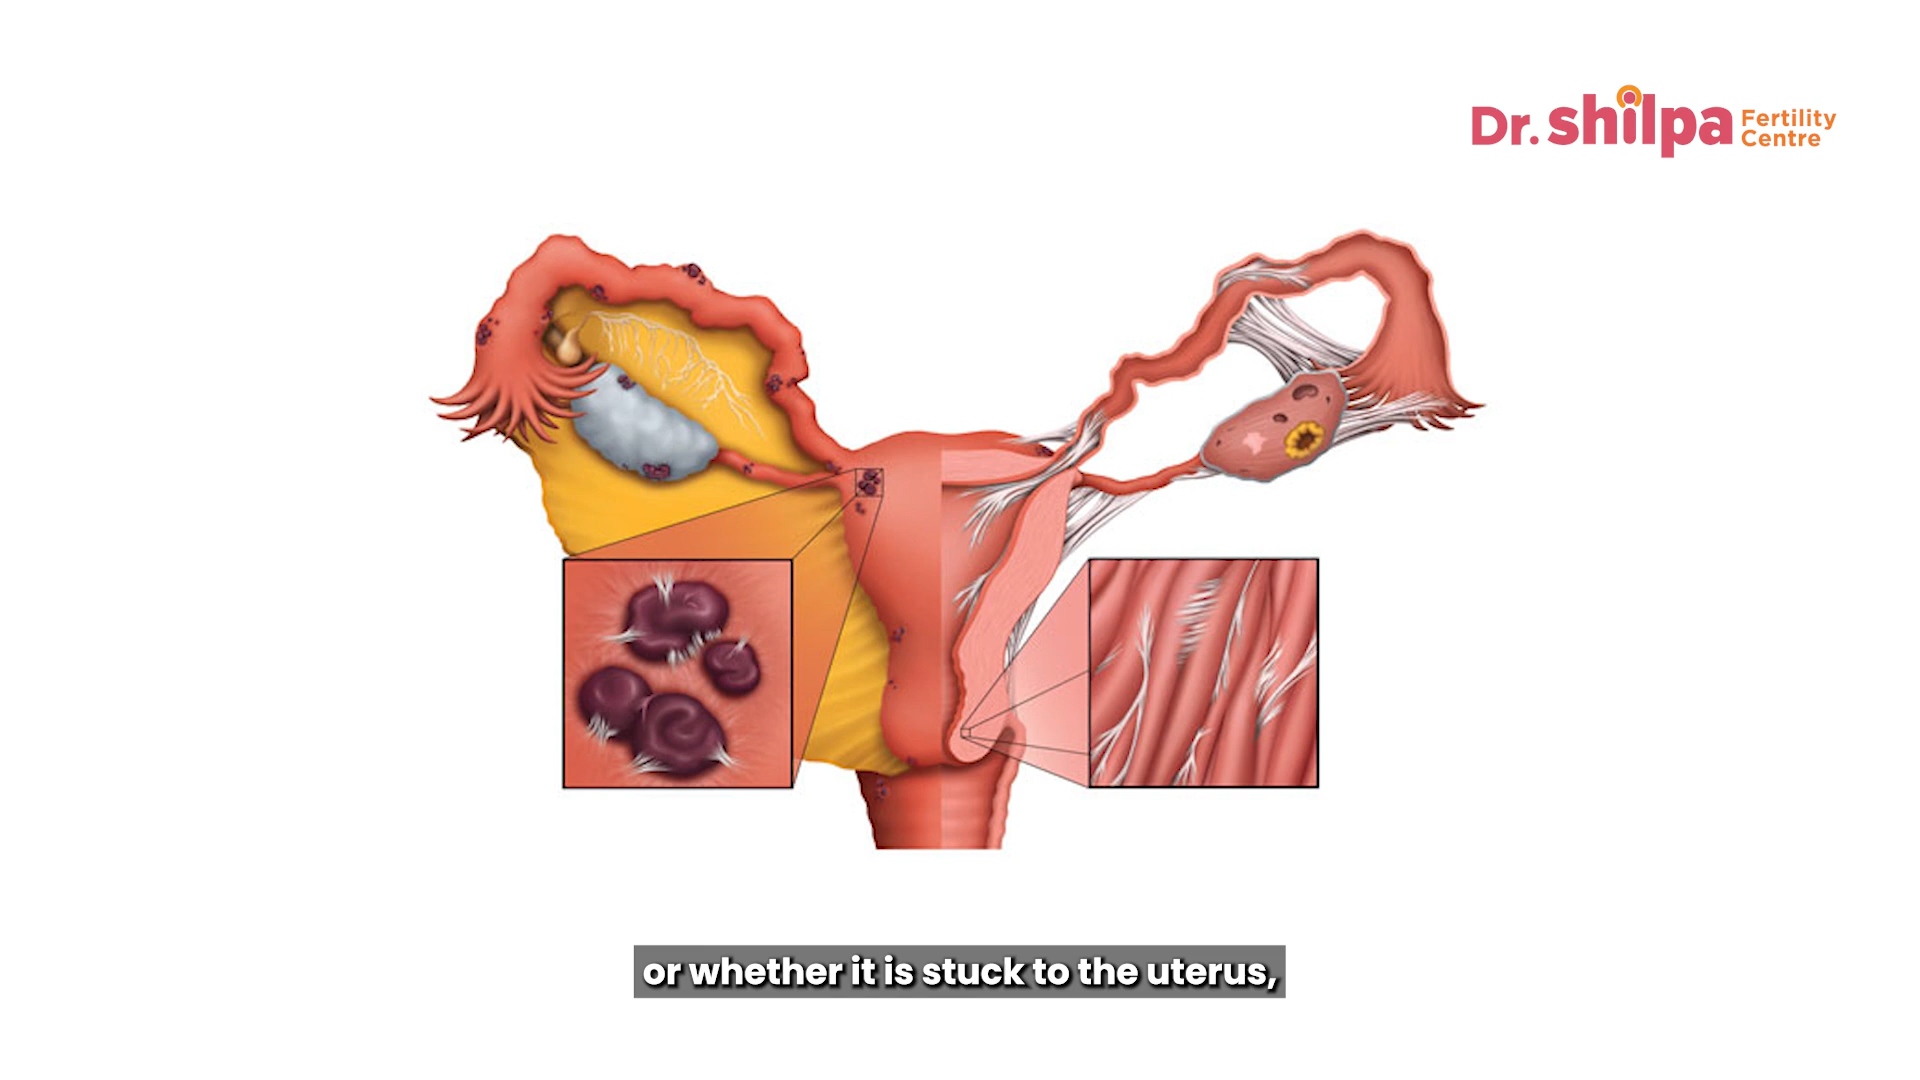 Dr. shilpa Fertility
Centre
or whether it is stuck to the uterus,